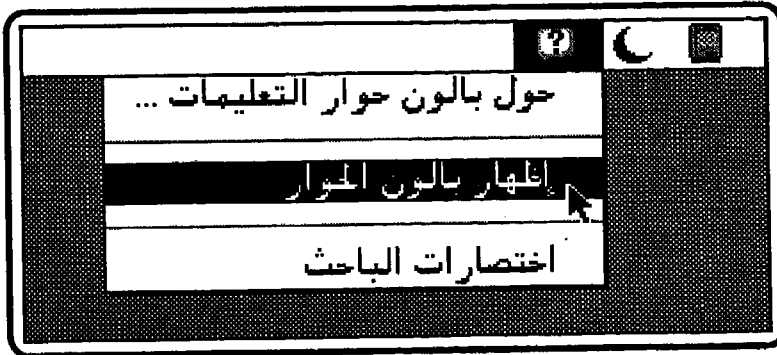 حول بالون حوار التعليمات ...
إظهار بالون الحوار
اختصارات الباحث